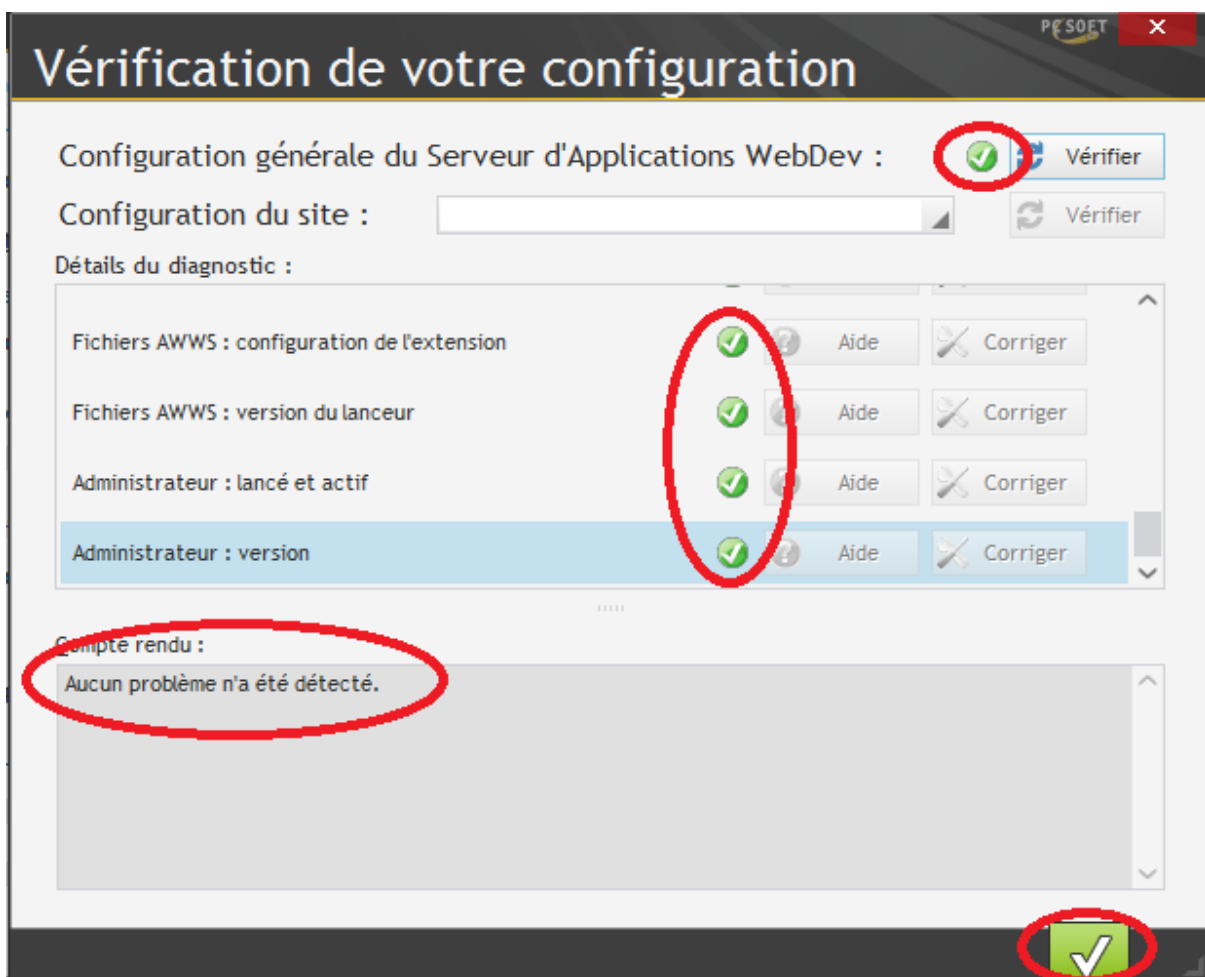 PC SOFT
Vérification de votre configuration
Configuration générale du Serveur d'Applications WebDev : Vérifier
Configuration du site : Vérifier
Détails du diagnostic :
Fichiers AWWS : configuration de l'extension Aide Corriger
Fichiers AWWS : version du lanceur Aide Corriger
Administrateur : lancé et actif Aide Corriger
Administrateur : version Aide Corriger
Compte rendu :
Aucun problème n'a été détecté.